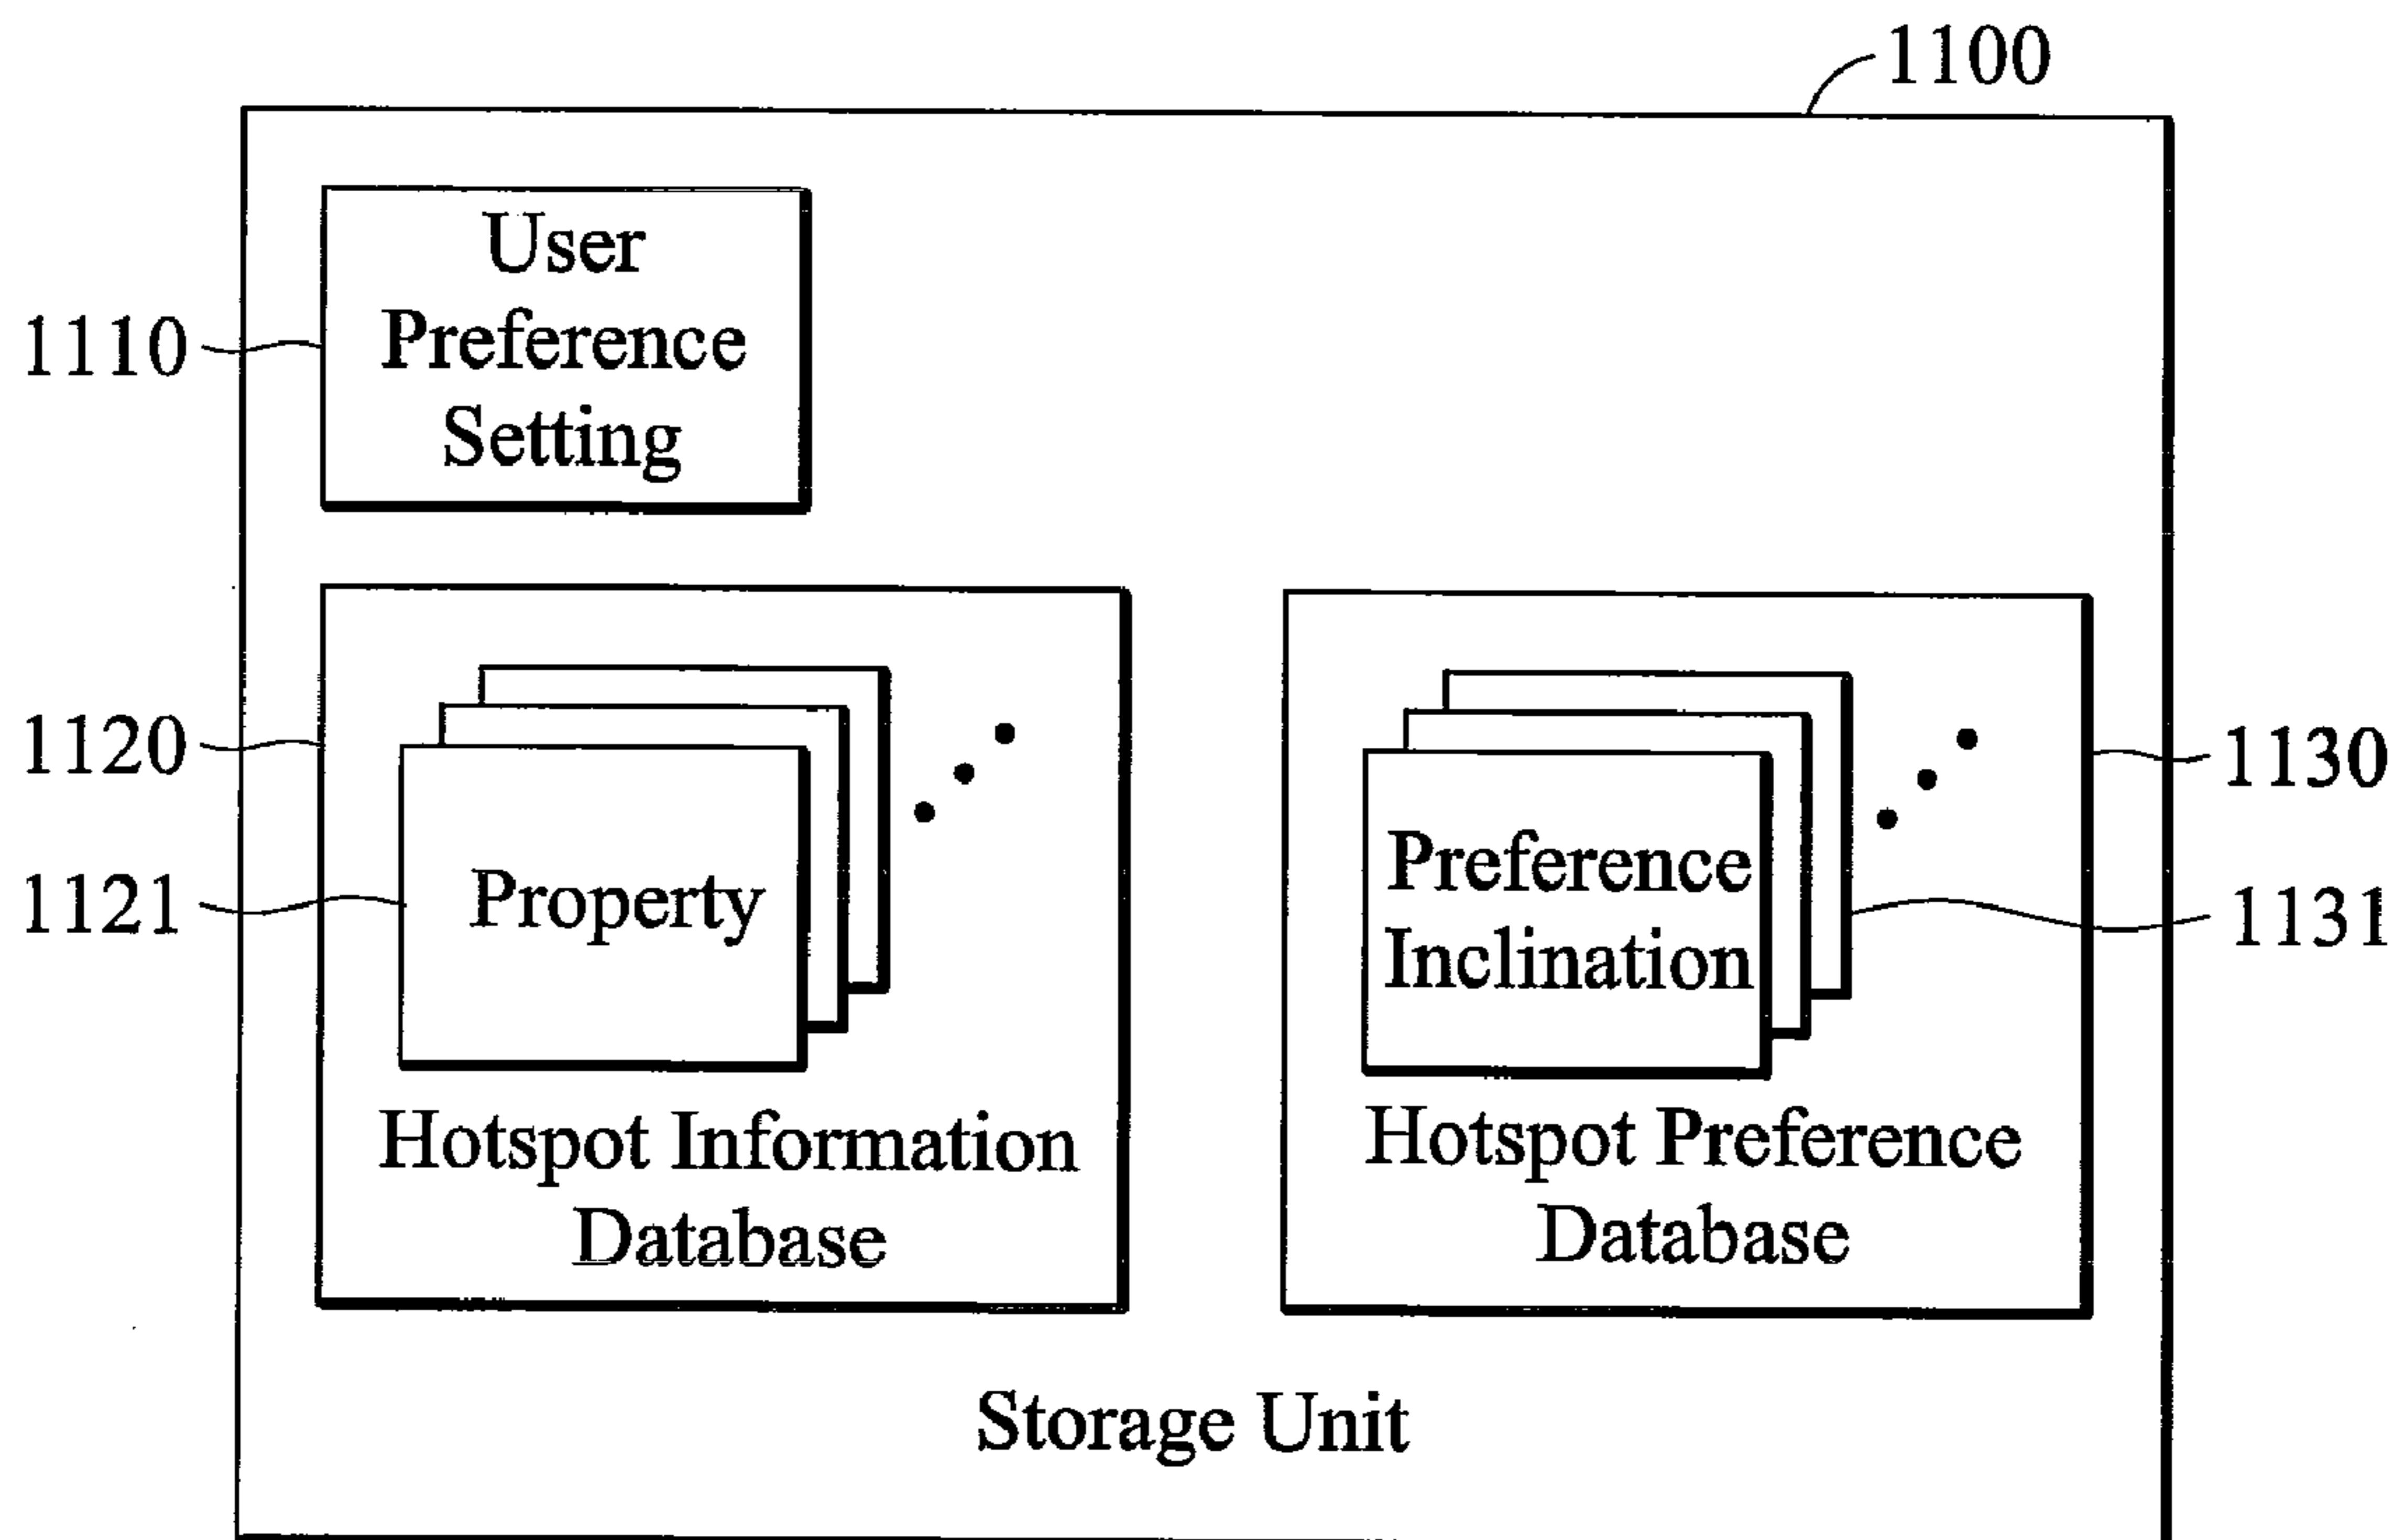 1100
User
Preference
Setting
1110
1120
1121
Property
Hotspot Information
Database
Preference
Inclination
1130
1131
Hotspot Preference
Database
Storage Unit